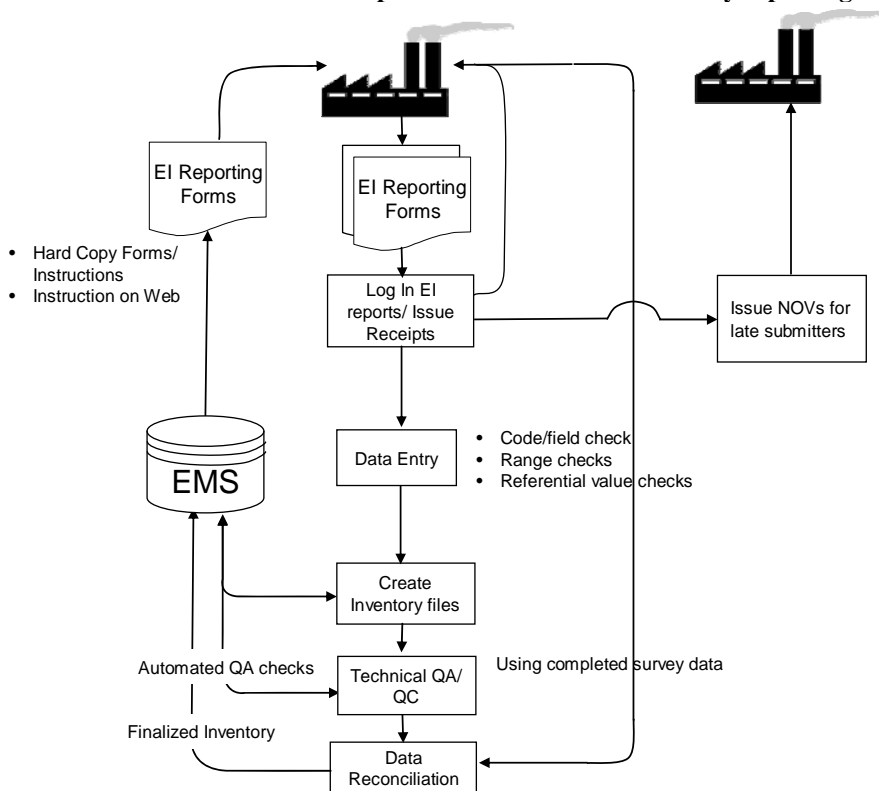 EI Reporting
Forms
EI Reporting
Forms
• Hard Copy Forms/
Instructions
• Instruction on Web
Log In EI
reports/ Issue
Receipts
Issue NOVs for
late submitters
EMS
Data Entry
• Code/field check
• Range checks
• Referential value checks
Create
Inventory files
Automated QA checks
Technical QA/
QC
Using completed survey data
Finalized Inventory
Data
Reconciliation